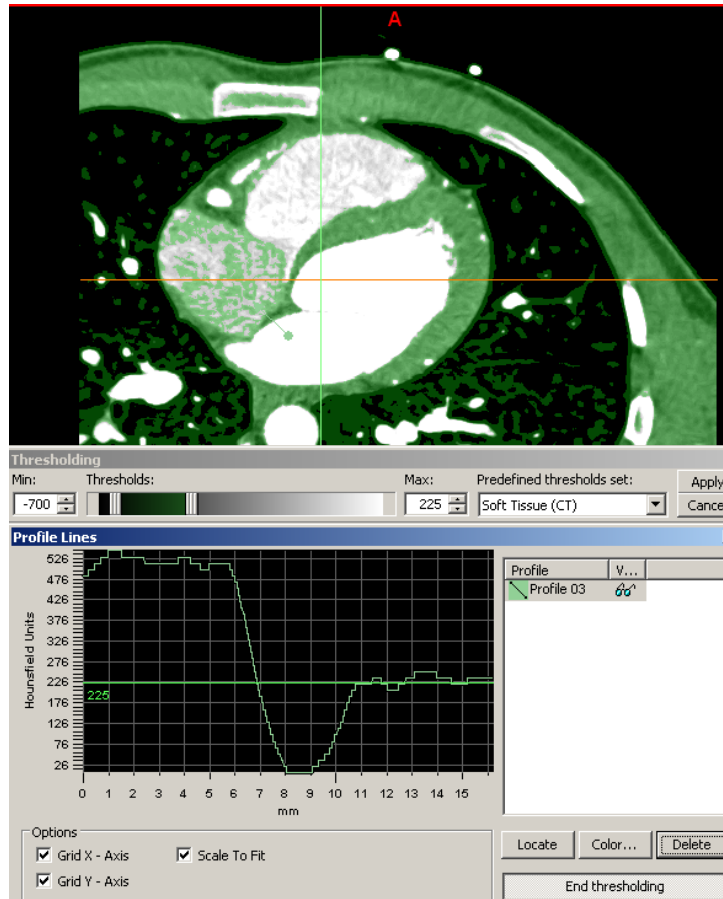 A
Thresholding
Min: Thresholds: Max: Predefined thresholds set:
-700 225 Soft Tissue (CT) Apply
Cance
Profile Lines
526
476
426
376
326
276
226
176
126
76
26
Hounsfield Units
225
0 1 2 3 4 5 6 7 8 9 10 11 12 13 14 15
mm
Profile V...
Profile 03
Options
Grid X - Axis Scale To Fit
Grid Y - Axis
Locate Color... Delete
End thresholding